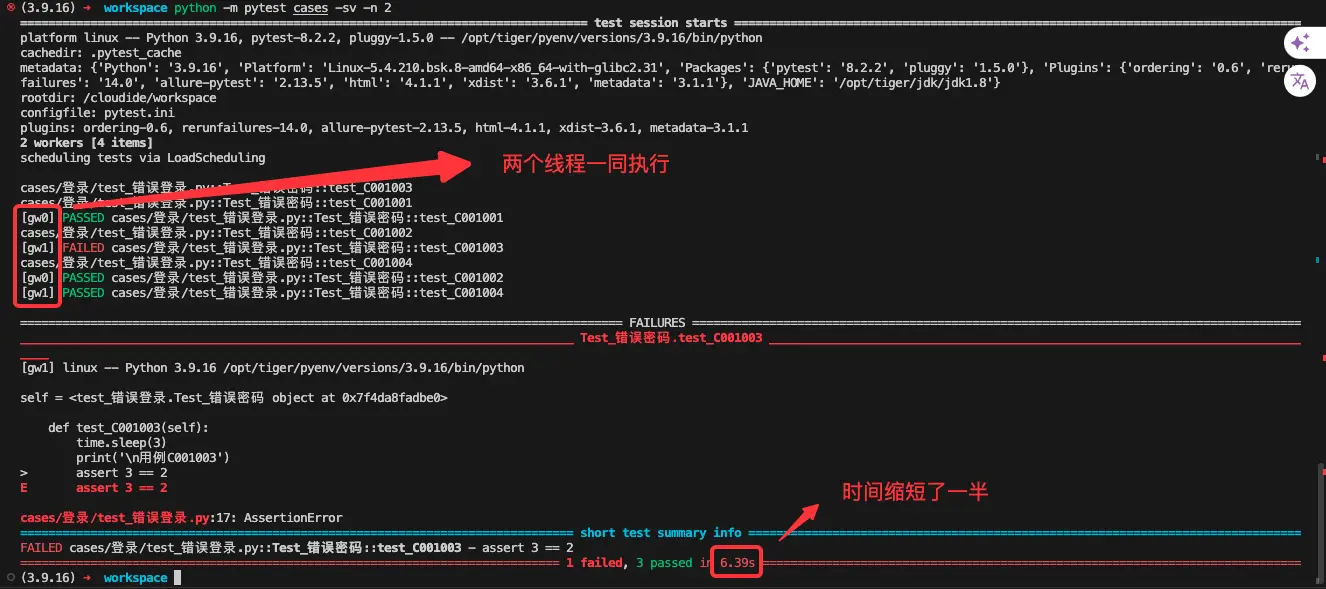 (3.9.16) → workspace python -m pytest cases -sv -n 2
test session starts
platform linux -- Python 3.9.16, pytest-8.2.2, pluggy-1.5.0 -- /opt/tiger/pyenv/versions/3.9.16/bin/python
cachedir: .pytest_cache
metadata: {'Python': '3.9.16', 'Platform': 'Linux-5.4.210.bsk.8-amd64-x86_64-with-glibc2.31', 'Packages': {'pytest': '8.2.2', 'pluggy': '1.5.0'}, 'Plugins': {'ordering': '0.6', 'rerun
failures': '14.0', 'allure-pytest': '2.13.5', 'html': '4.1.1', 'xdist': '3.6.1', 'metadata': '3.1.1'}, 'JAVA_HOME': '/opt/tiger/jdk/jdk1.8'}
rootdir: /cloudide/workspace
configfile: pytest.ini
plugins: ordering-0.6, rerunfailures-14.0, allure-pytest-2.13.5, html-4.1.1, xdist-3.6.1, metadata-3.1.1
2 workers [4 items]
scheduling tests via LoadScheduling
两个线程一同执行
cases/登录/test_错误登录.py::Test_错误密码::test_C001003
cases/登录/test_错误登录.py::Test_错误密码::test_C001001
[gw0] PASSED cases/登录/test_错误登录.py::Test_错误密码::test_C001001
cases/登录/test_错误登录.py::Test_错误密码::test_C001002
[gw1] FAILED cases/登录/test_错误登录.py::Test_错误密码::test_C001003
cases/登录/test_错误登录.py::Test_错误密码::test_C001004
[gw0] PASSED cases/登录/test_错误登录.py::Test_错误密码::test_C001002
[gw1] PASSED cases/登录/test_错误登录.py::Test_错误密码::test_C001004
FAILURES
Test_错误密码.test_C001003
[gw1] linux -- Python 3.9.16 /opt/tiger/pyenv/versions/3.9.16/bin/python
self = <test_错误登录.Test_错误密码 object at 0x7f4da8fadbe0>
def test_C001003(self):
time.sleep(3)
print('\n用例C001003')
> assert 3 == 2
E assert 3 == 2
时间缩短了一半
cases/登录/test_错误登录.py:17: AssertionError
short test summary info
FAILED cases/登录/test_错误登录.py::Test_错误密码::test_C001003 - assert 3 == 2
1 failed, 3 passed in 6.39s
(3.9.16) → workspace